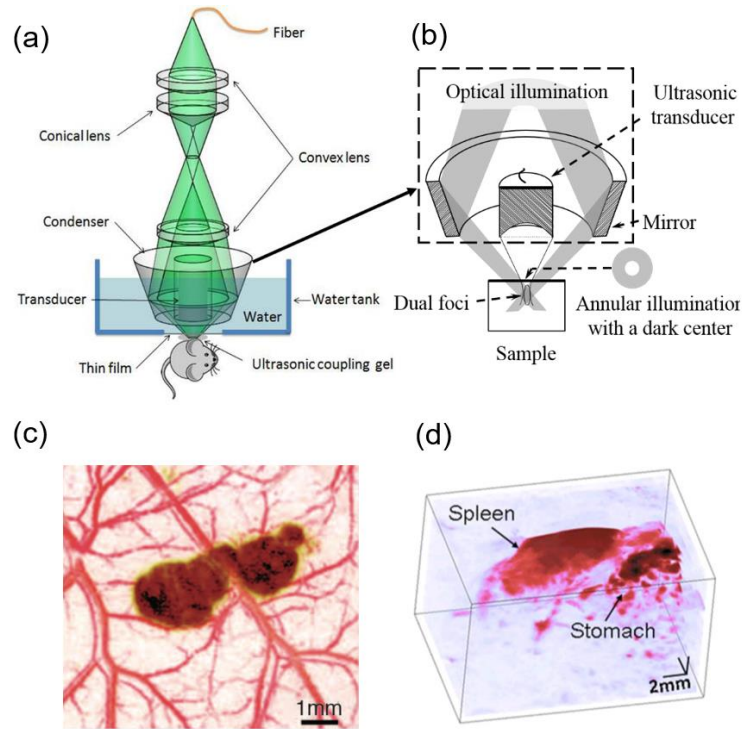 (a)
Fiber
Conical lens
Convex lens
Condenser
Transducer
Water tank
Water
Thin film
Ultrasonic coupling gel
(b)
Optical illumination
Ultrasonic
transducer
Mirror
Dual foci
Annular illumination
with a dark center
Sample
(c)
1mm
(d)
Spleen
Stomach
2mm